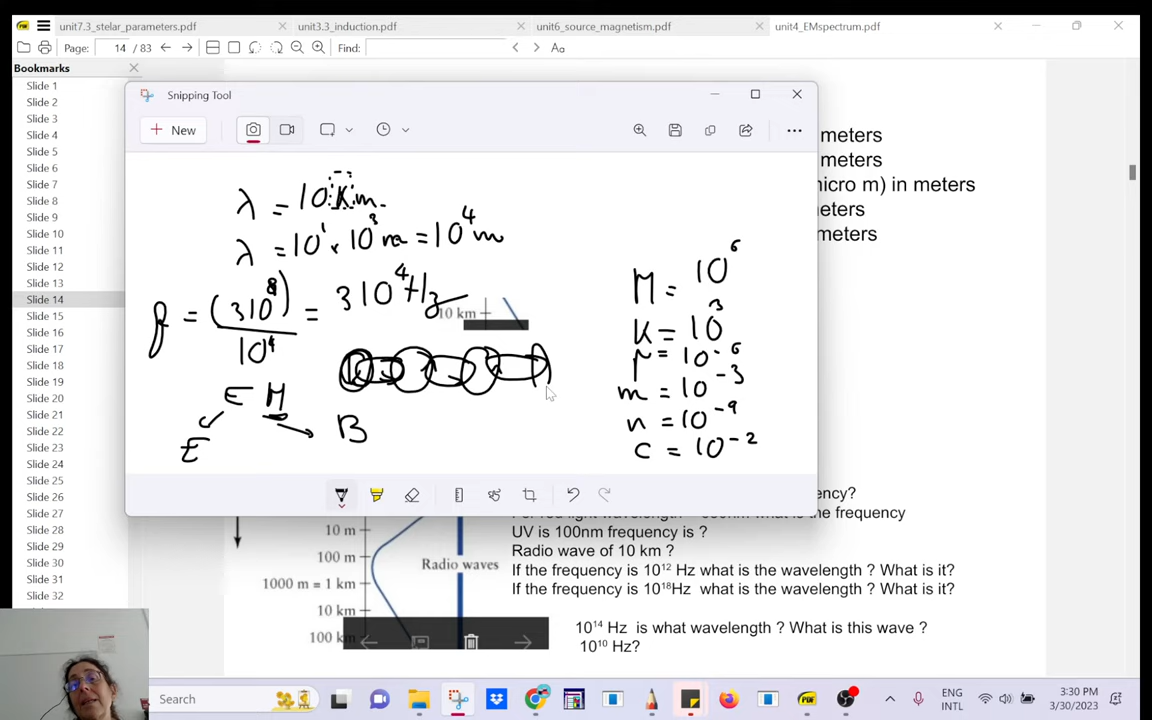 unit7.3_stelar_parameters.pdf
unit3.3_induction.pdf
unit6_source_magnetism.pdf
unit4_EMspectrum.pdf
Page: 14 / 83
Find:
Aa
Bookmarks
Slide 1
Slide 2
Slide 3
Slide 4
Slide 5
Slide 6
Slide 7
Slide 8
Slide 9
Slide 10
Slide 11
Slide 12
Slide 13
Slide 14
Slide 15
Slide 16
Slide 17
Slide 18
Slide 19
Slide 20
Slide 21
Slide 22
Slide 23
Slide 24
Slide 25
Slide 26
Slide 27
Slide 28
Slide 29
Slide 30
Slide 31
Slide 32
Snipping Tool
New
meters
meters
micro m) in meters
meters
meters
λ = 10 Km.
λ = 10¹ × 10³ m = 10⁴ m
f = (3 10⁸) / 10⁴ = 3 10⁴ Hz
10 km
E M
E
B
M = 10⁶
K = 10³
μ = 10⁻⁶
m = 10⁻³
n = 10⁻⁹
c = 10⁻²
ency?
wavelength
what is the frequency
UV is 100nm frequency is ?
Radio wave of 10 km ?
If the frequency is 10¹² Hz what is the wavelength ? What is it?
If the frequency is 10¹⁸Hz what is the wavelength ? What is it?
10¹⁴ Hz is what wavelength ? What is this wave ?
10¹⁰ Hz?
10 m
100 m
1000 m = 1 km
10 km
100 km
Radio waves
Search
ENG
INTL
3:30 PM
3/30/2023